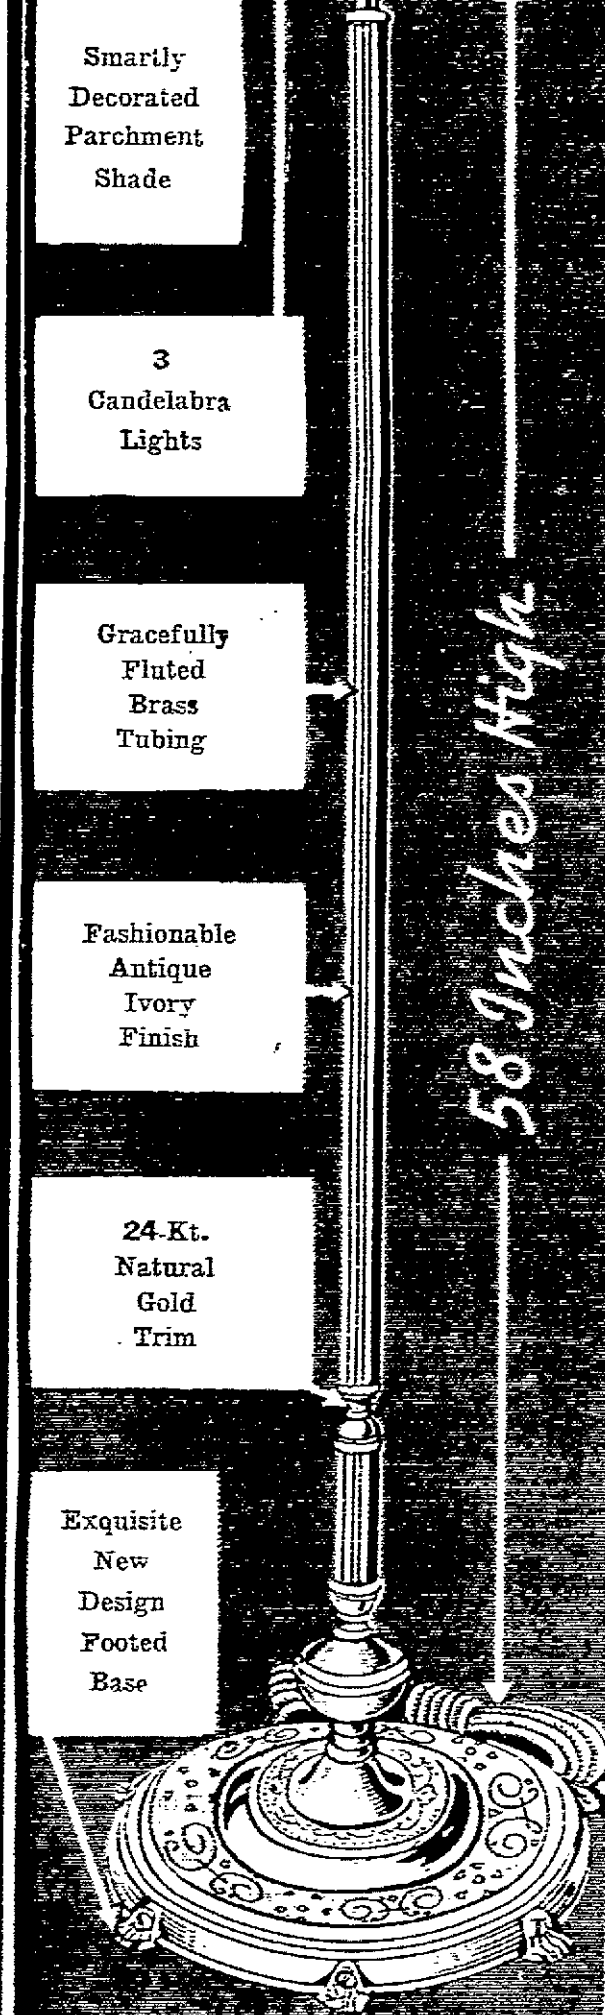 Smartly
Decorated
Parchment
Shade
3
Candelabra
Lights
Gracefully
Fluted
Brass
Tubing
Fashionable
Antique
Ivory
Finish
24-Kt.
Natural
Gold
Trim
Exquisite
New
Design
Footed
Base
58 Inches High